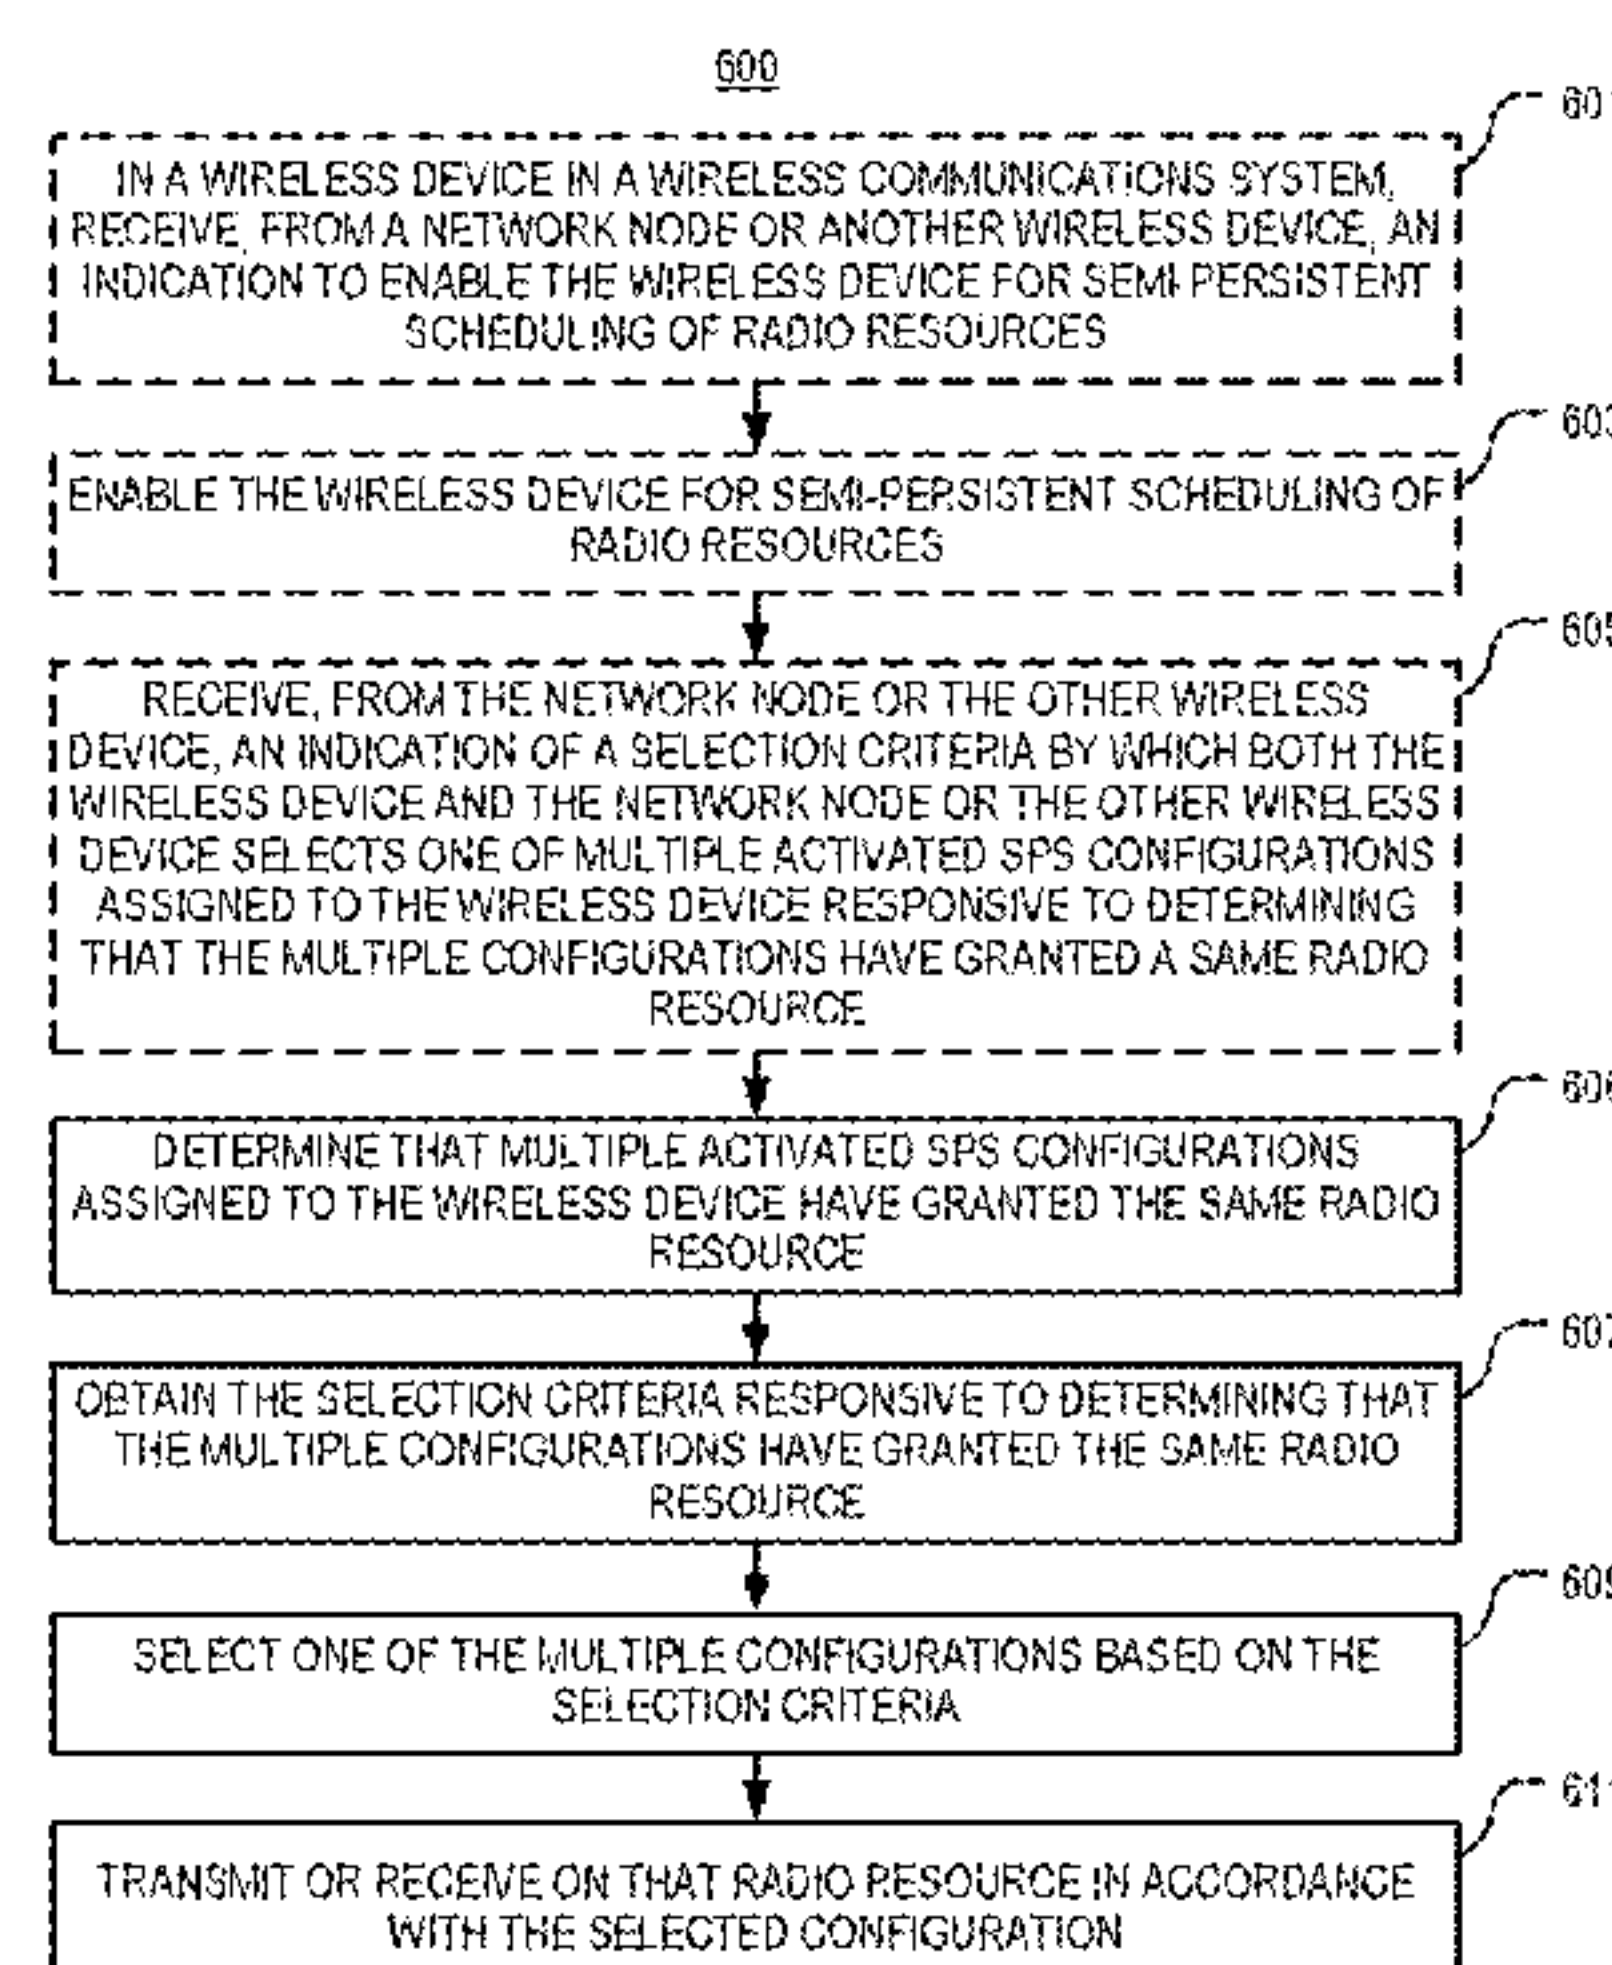 600
601
IN A WIRELESS DEVICE IN A WIRELESS COMMUNICATIONS SYSTEM,
RECEIVE, FROM A NETWORK NODE OR ANOTHER WIRELESS DEVICE, AN
INDICATION TO ENABLE THE WIRELESS DEVICE FOR SEMI-PERSISTENT
SCHEDULING OF RADIO RESOURCES
603
ENABLE THE WIRELESS DEVICE FOR SEMI-PERSISTENT SCHEDULING OF
RADIO RESOURCES
605
RECEIVE, FROM THE NETWORK NODE OR THE OTHER WIRELESS
DEVICE, AN INDICATION OF A SELECTION CRITERIA BY WHICH BOTH THE
WIRELESS DEVICE AND THE NETWORK NODE OR THE OTHER WIRELESS
DEVICE SELECTS ONE OF MULTIPLE ACTIVATED SPS CONFIGURATIONS
ASSIGNED TO THE WIRELESS DEVICE RESPONSIVE TO DETERMINING
THAT THE MULTIPLE CONFIGURATIONS HAVE GRANTED A SAME RADIO
RESOURCE
606
DETERMINE THAT MULTIPLE ACTIVATED SPS CONFIGURATIONS
ASSIGNED TO THE WIRELESS DEVICE HAVE GRANTED THE SAME RADIO
RESOURCE
607
OBTAIN THE SELECTION CRITERIA RESPONSIVE TO DETERMINING THAT
THE MULTIPLE CONFIGURATIONS HAVE GRANTED THE SAME RADIO
RESOURCE
609
SELECT ONE OF THE MULTIPLE CONFIGURATIONS BASED ON THE
SELECTION CRITERIA
611
TRANSMIT OR RECEIVE ON THAT RADIO RESOURCE IN ACCORDANCE
WITH THE SELECTED CONFIGURATION